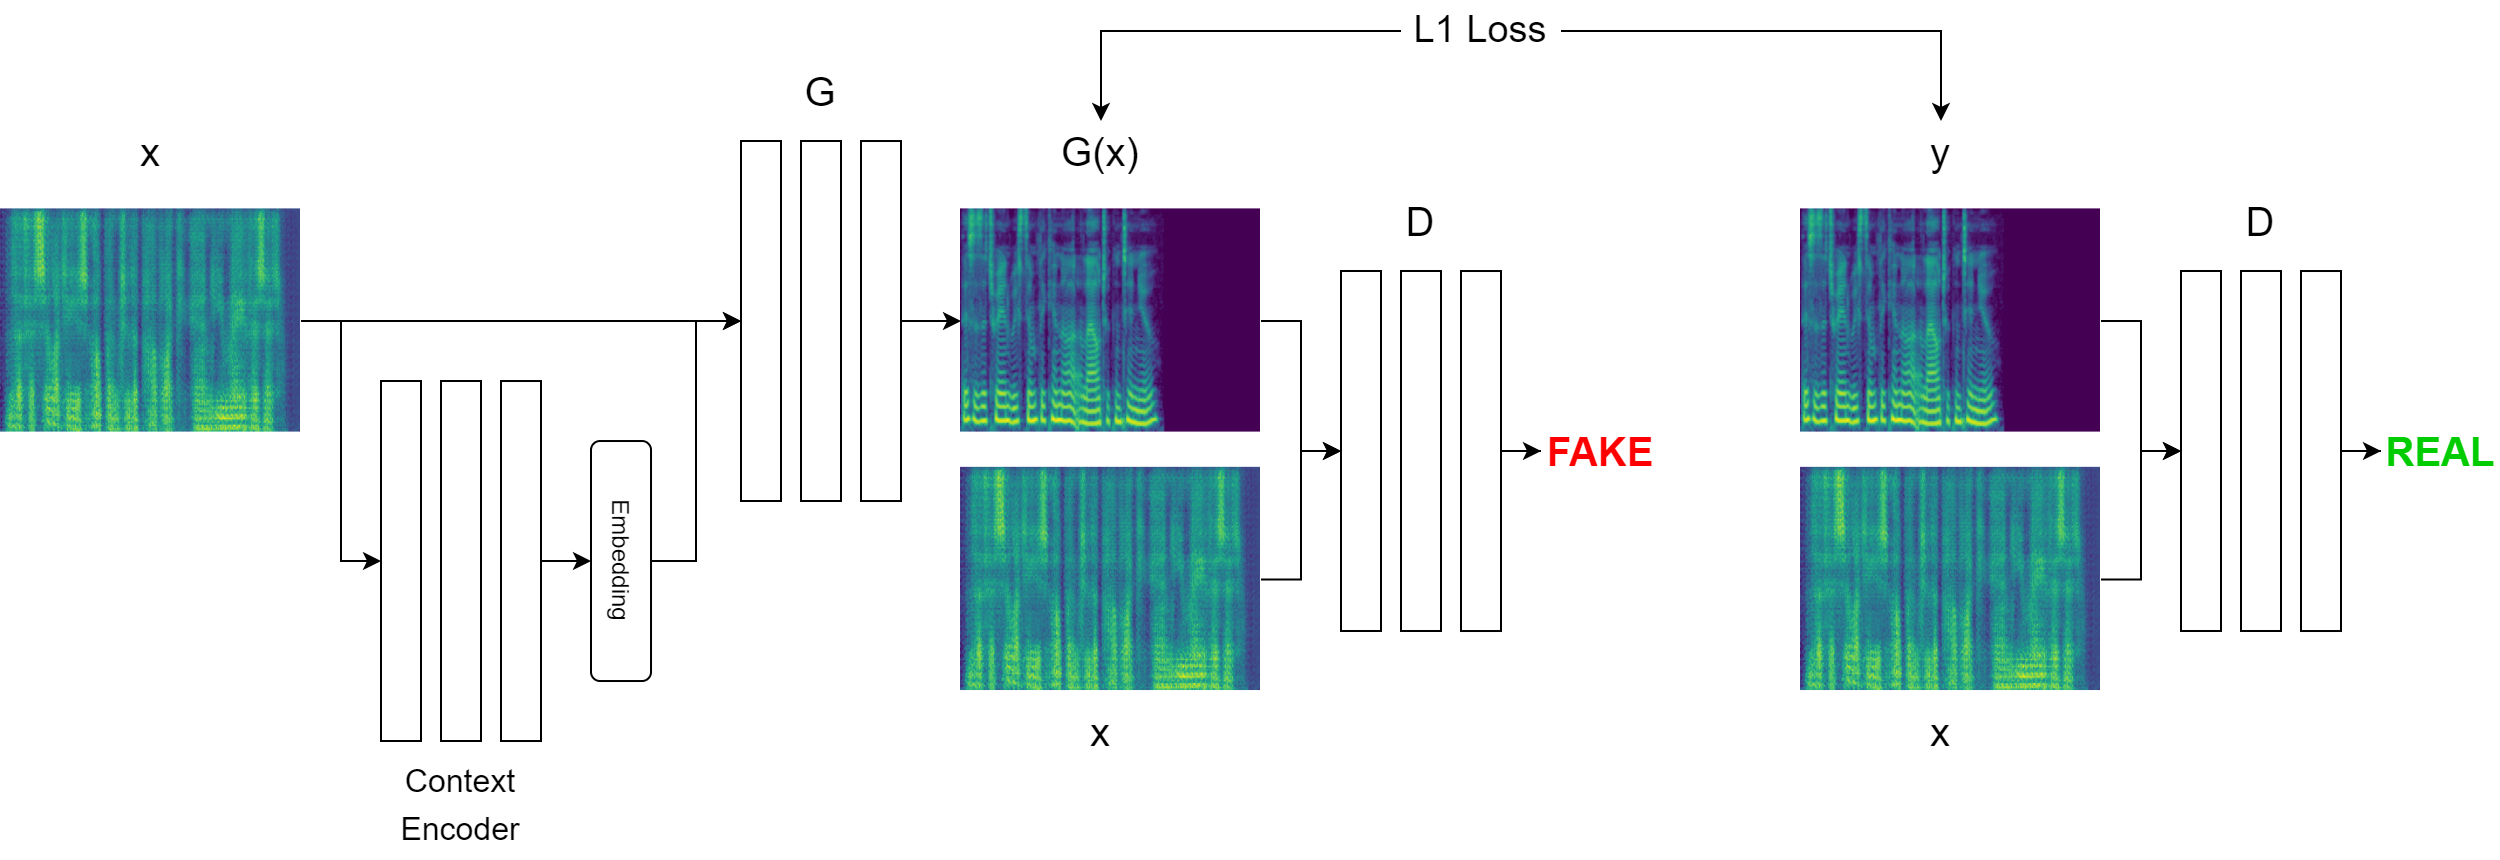 L1 Loss
G
x
G(x)
y
D
D
FAKE
REAL
Embedding
x
x
Context
Encoder